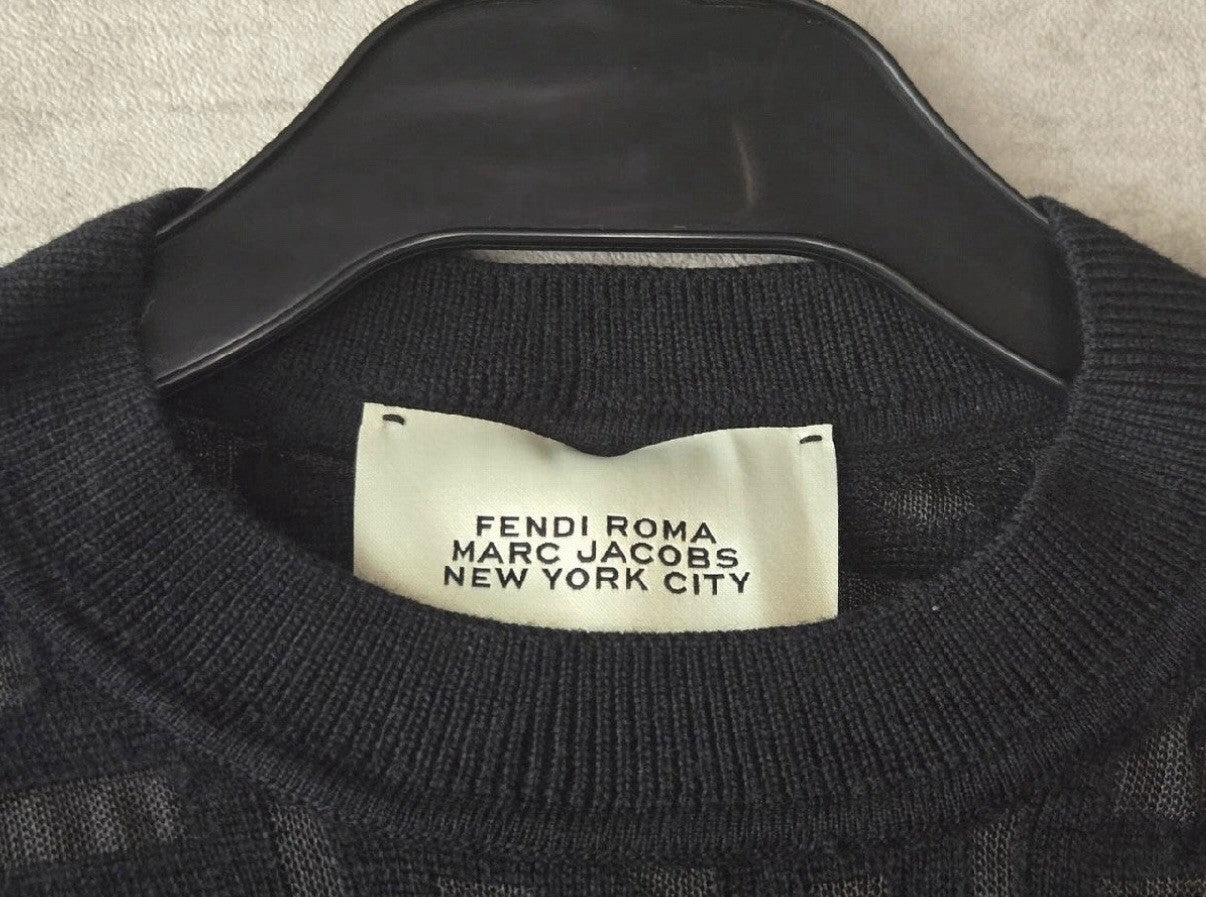 FENDI ROMA
MARC JACOBS
NEW YORK CITY